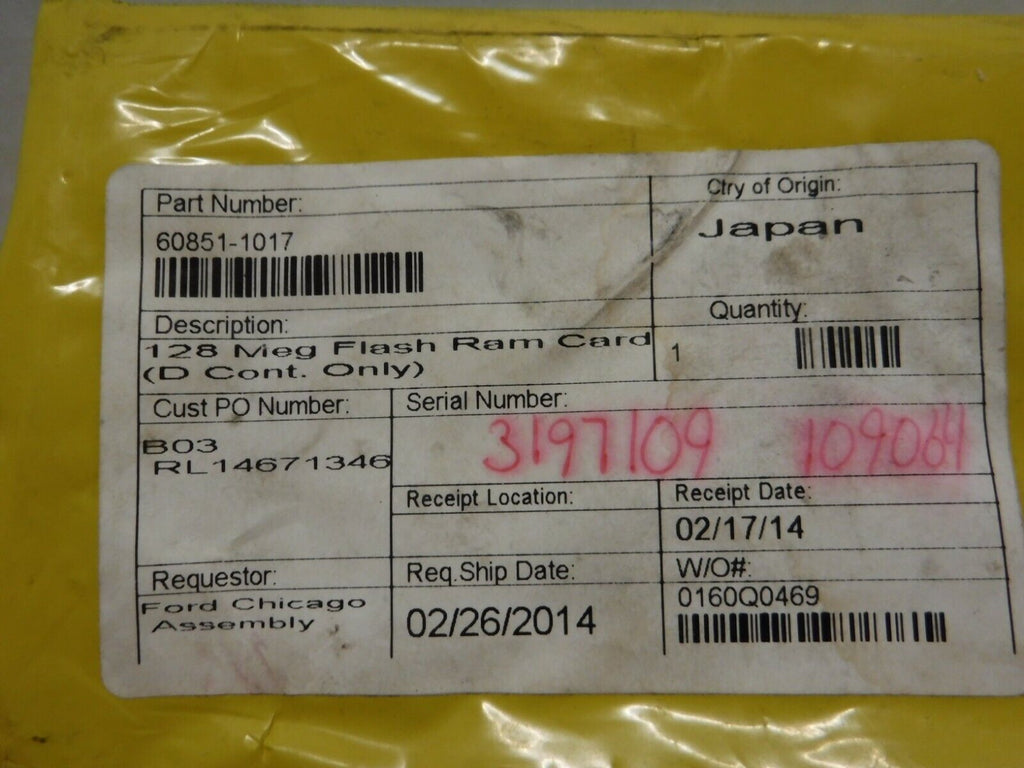 Part Number:
60851-1017
Ctry of Origin:
Japan
Description:
128 Meg Flash Ram Card
(D Cont. Only)
Quantity:
1
Cust PO Number:
B03
RL14671346
Serial Number:
3197109 109064
Receipt Location:
Receipt Date:
02/17/14
Requestor:
Ford Chicago
Assembly
Req.Ship Date:
02/26/2014
W/O#:
0160Q0469